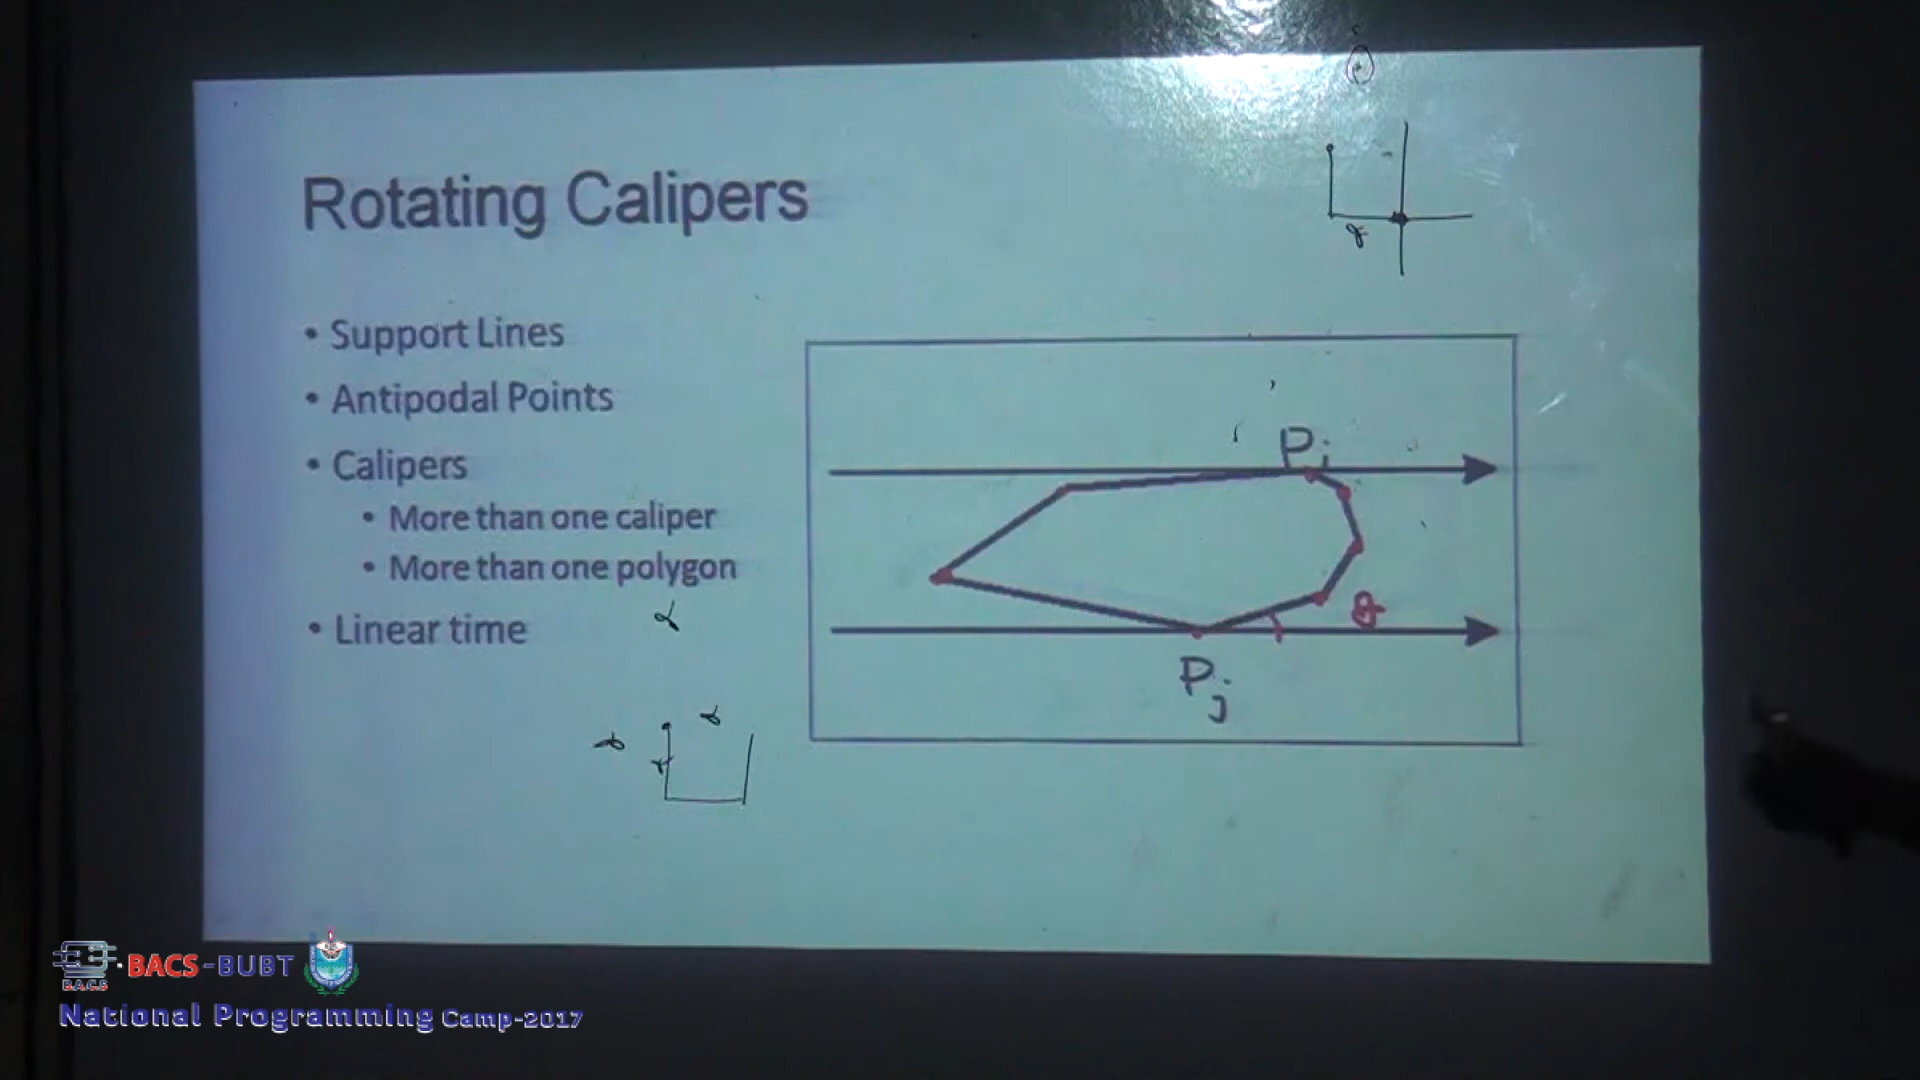 Rotating Calipers
• Support Lines
• Antipodal Points
• Calipers
• More than one caliper
• More than one polygon
• Linear time
Pi
Pj
B.A.C.S
BACS-BUBT
National Programming Camp-2017